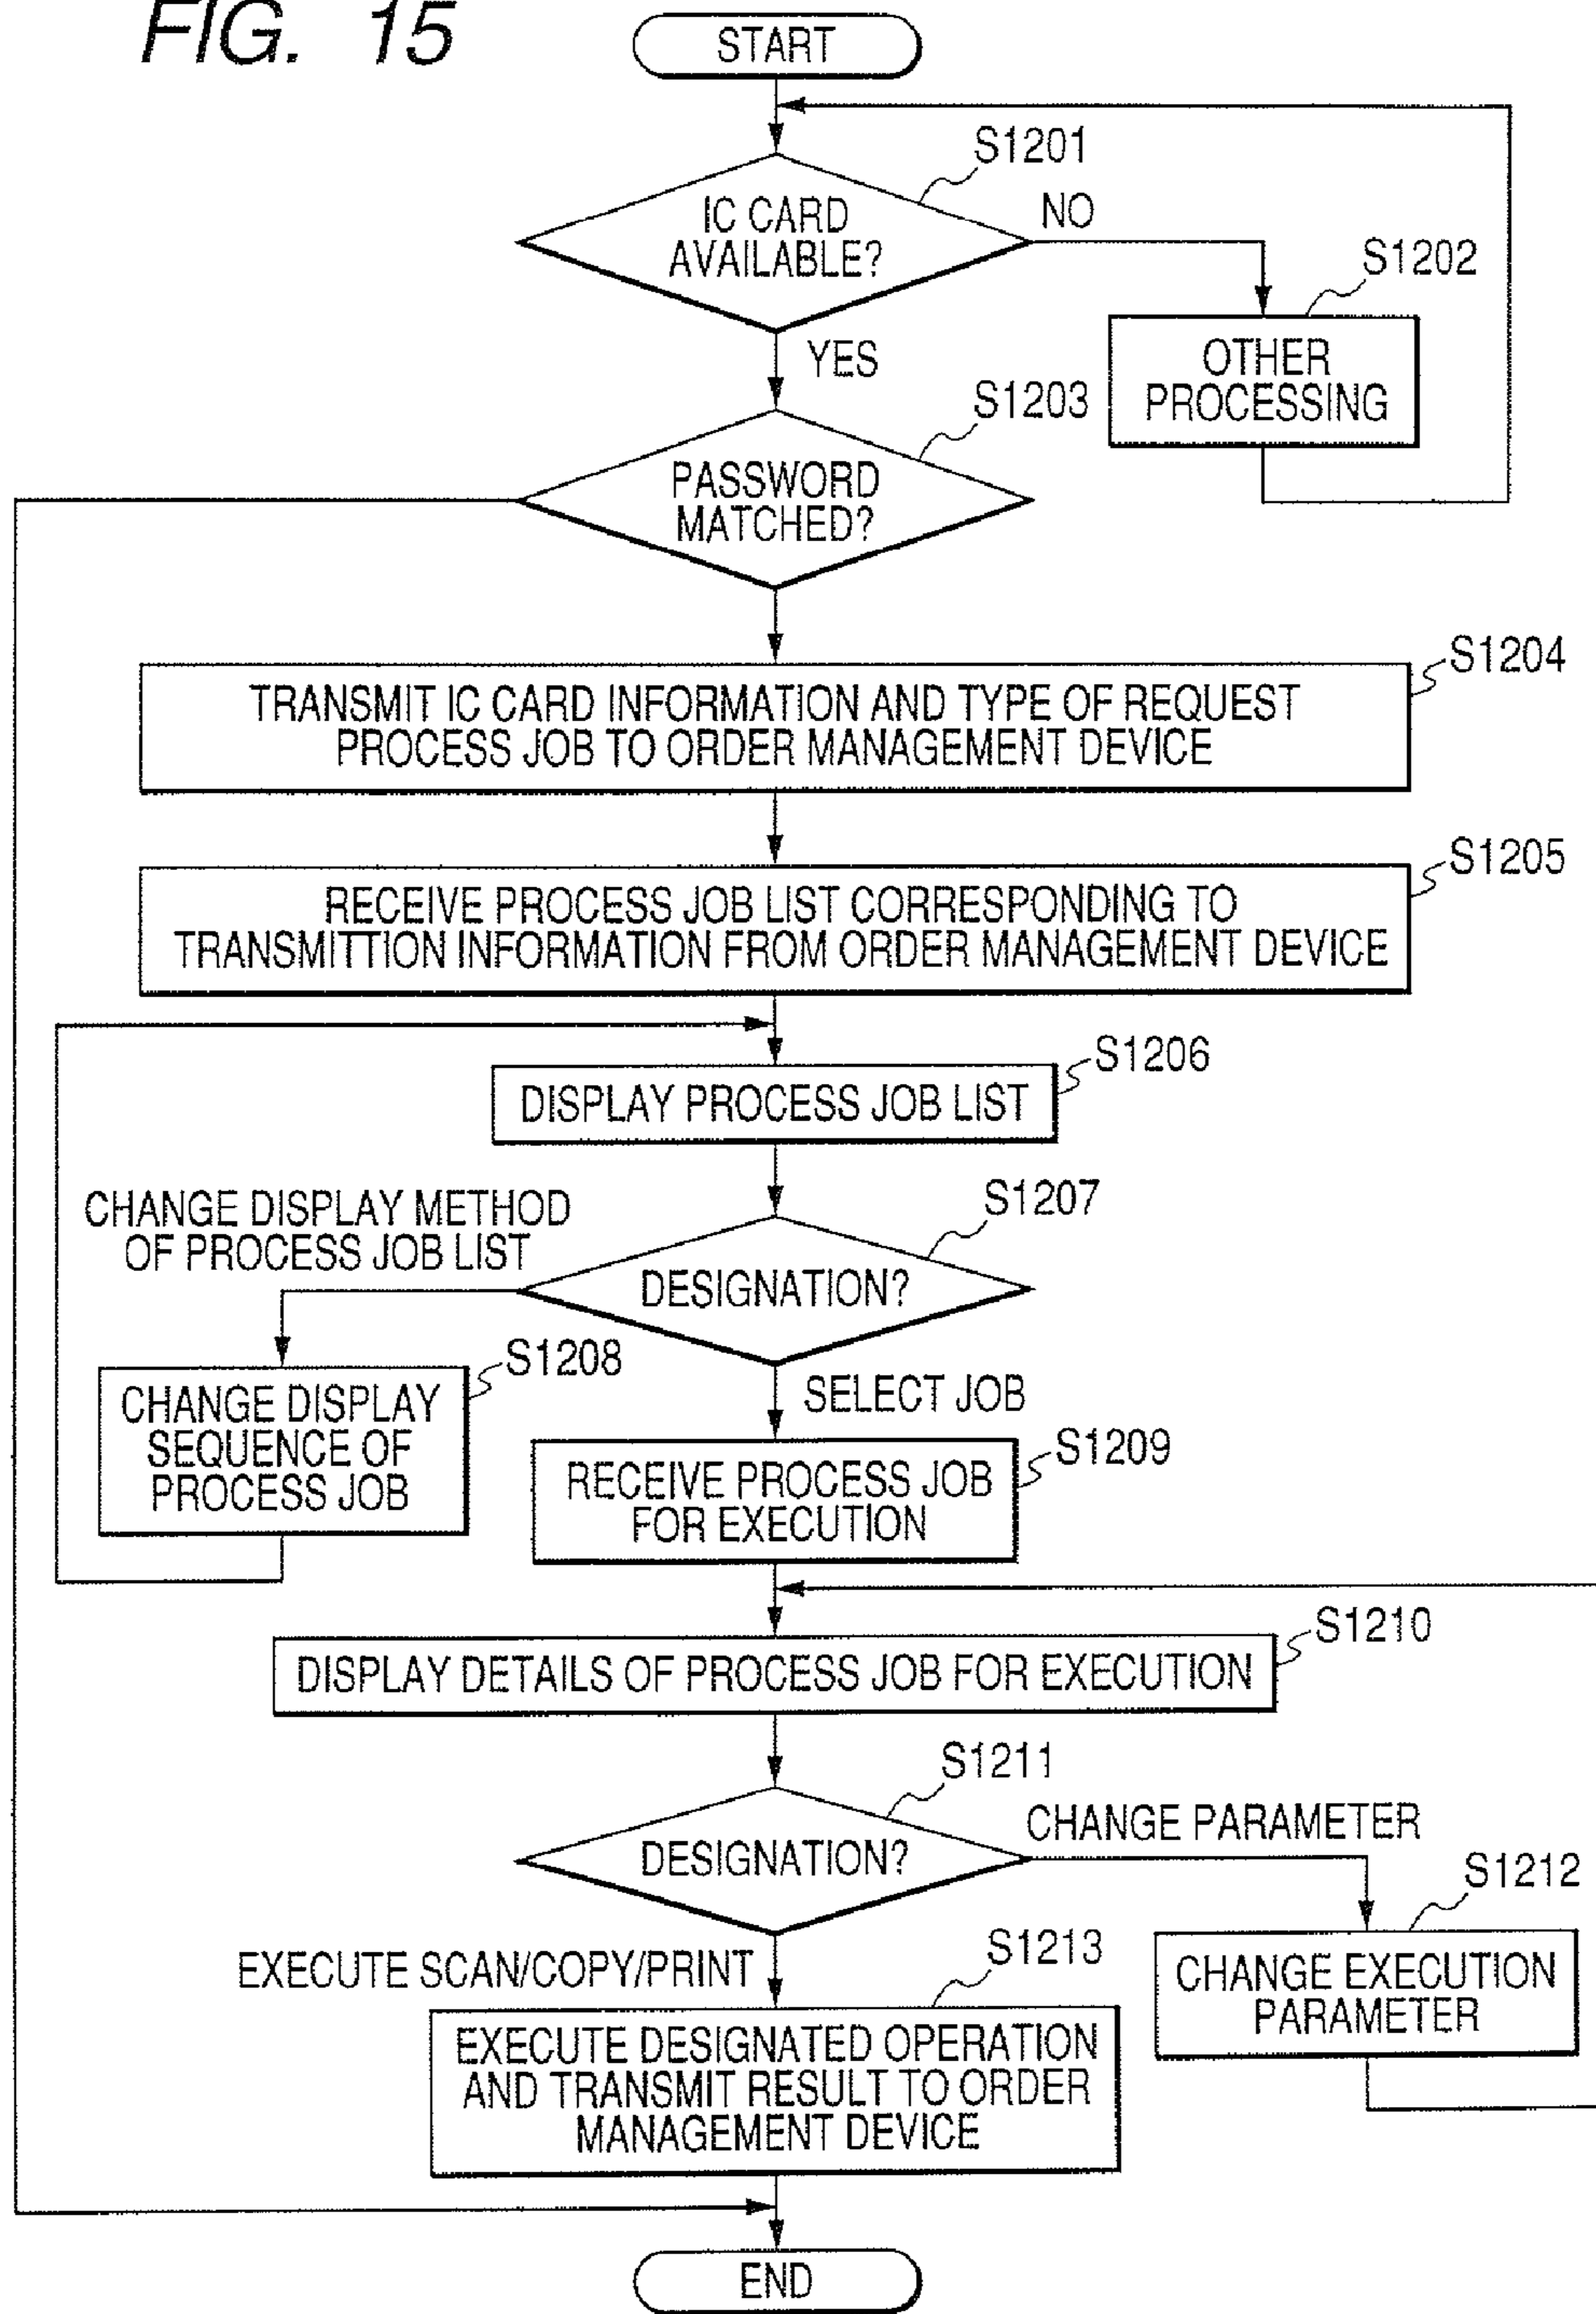 FIG. 15
START
S1201
IC CARD
AVAILABLE?
NO
S1202
OTHER
PROCESSING
YES
S1203
PASSWORD
MATCHED?
S1204
TRANSMIT IC CARD INFORMATION AND TYPE OF REQUEST
PROCESS JOB TO ORDER MANAGEMENT DEVICE
S1205
RECEIVE PROCESS JOB LIST CORRESPONDING TO
TRANSMITTION INFORMATION FROM ORDER MANAGEMENT DEVICE
S1206
DISPLAY PROCESS JOB LIST
S1207
CHANGE DISPLAY METHOD
OF PROCESS JOB LIST
DESIGNATION?
S1208
CHANGE DISPLAY
SEQUENCE OF
PROCESS JOB
SELECT JOB
S1209
RECEIVE PROCESS JOB
FOR EXECUTION
S1210
DISPLAY DETAILS OF PROCESS JOB FOR EXECUTION
S1211
DESIGNATION?
CHANGE PARAMETER
S1212
CHANGE EXECUTION
PARAMETER
EXECUTE SCAN/COPY/PRINT
S1213
EXECUTE DESIGNATED OPERATION
AND TRANSMIT RESULT TO ORDER
MANAGEMENT DEVICE
END